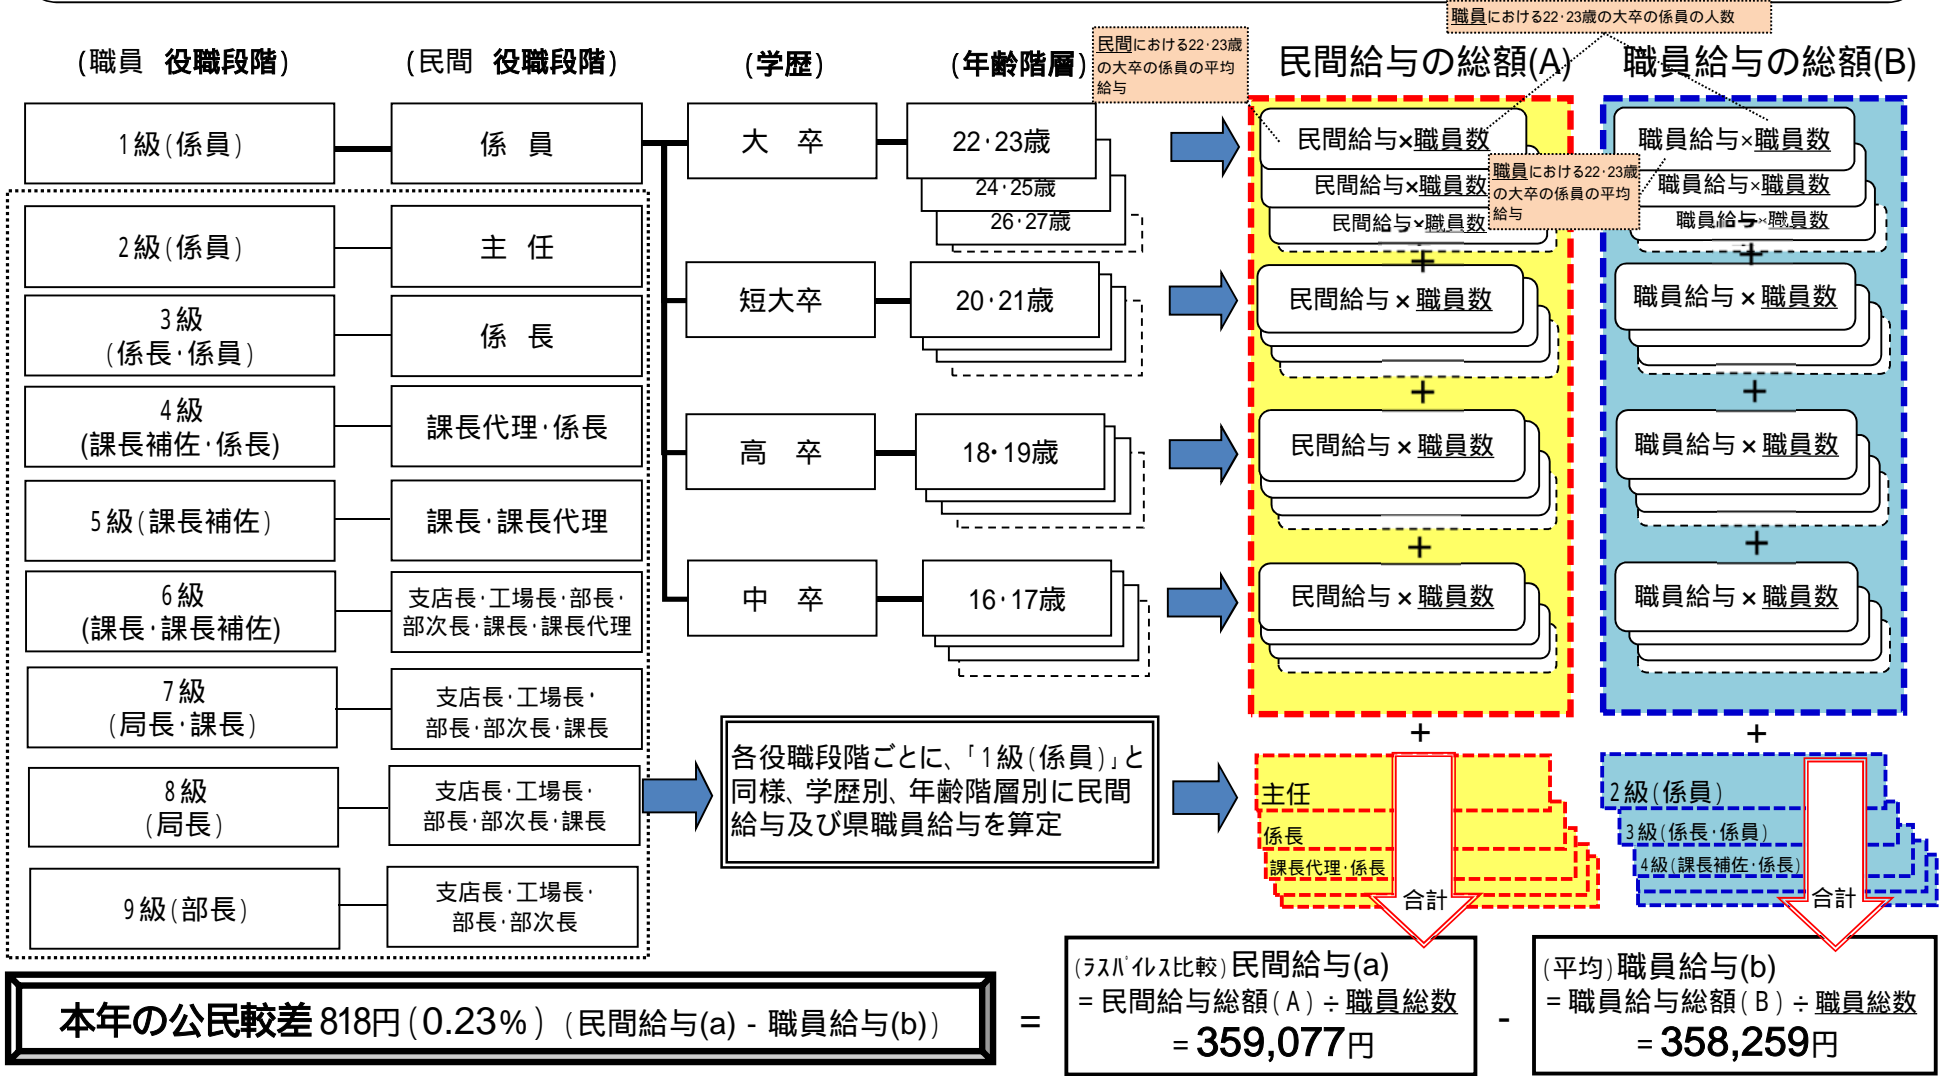 職員における22･23歳の大卒の係員の人数
(職員　役職段階)
(民間　役職段階)
(学歴)
(年齢階層)
民間における22･23歳
の大卒の係員の平均
給与
民間給与の総額(A)
職員給与の総額(B)
1級(係員)
係　員
大　卒
22･23歳
24･25歳
26･27歳
民間給与×職員数
民間給与×職員数
民間給与×職員数
職員における22･23歳
の大卒の係員の平均
給与
職員給与×職員数
職員給与×職員数
職員給与×職員数
+
+
2級(係員)
主　任
短大卒
20･21歳
民間給与×職員数
職員給与×職員数
3級
(係長･係員)
係　長
+
+
4級
(課長補佐･係長)
課長代理･係長
高　卒
18･19歳
民間給与×職員数
職員給与×職員数
5級(課長補佐)
課長･課長代理
+
+
6級
(課長･課長補佐)
支店長･工場長･部長･
部次長･課長･課長代理
中　卒
16･17歳
民間給与×職員数
職員給与×職員数
7級
(局長･課長)
支店長･工場長･
部長･部次長･課長
+
+
8級
(局長)
支店長･工場長･
部長･部次長･課長
各役職段階ごとに、｢1級(係員)｣と
同様、学歴別、年齢階層別に民間
給与及び県職員給与を算定
主任
係長
課長代理･係長
合計
2級(係員)
3級(係長･係員)
4級(課長補佐･係長)
合計
9級(部長)
支店長･工場長･
部長･部次長
本年の公民較差 818円(0.23%) (民間給与(a) - 職員給与(b))
=
(ﾗｽﾊﾟｲﾚｽ比較)民間給与(a)
= 民間給与総額(A)÷職員総数
= 359,077円
-
(平均)職員給与(b)
= 職員給与総額(B)÷職員総数
= 358,259円